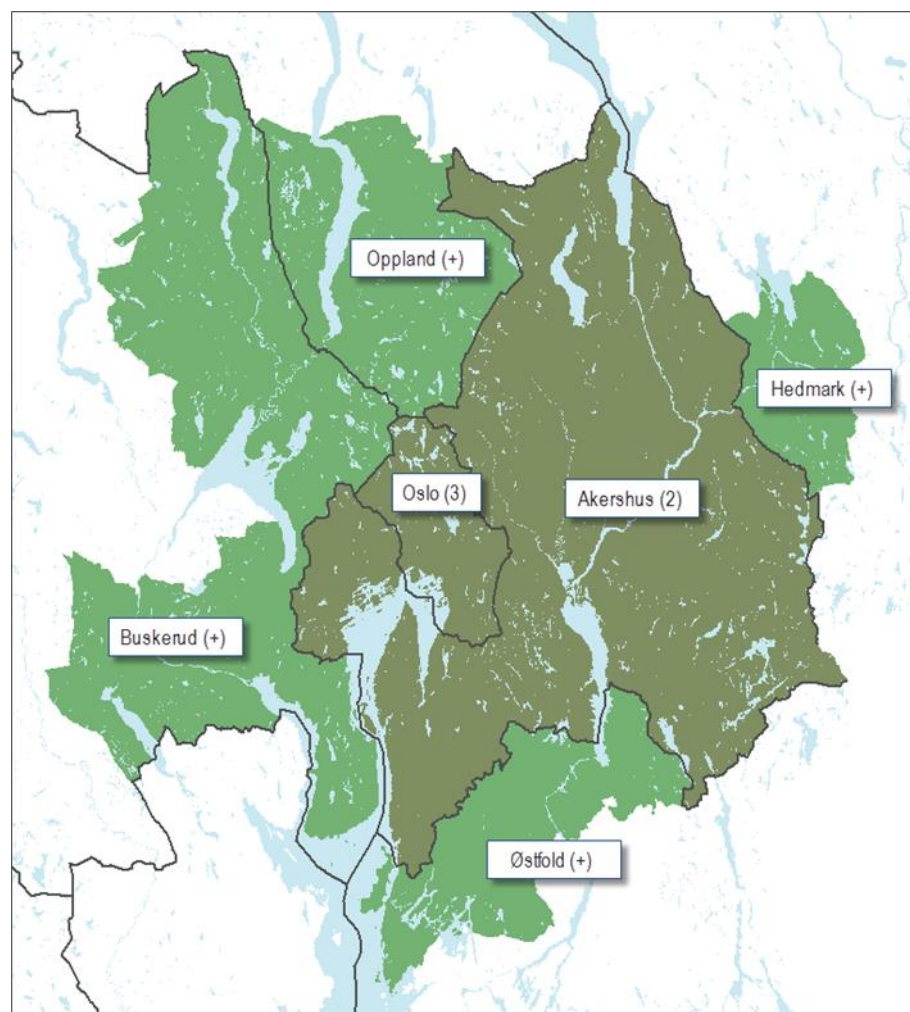 Oppland (+)
Hedmark (+)
Oslo (3)
Akershus (2)
Buskerud (+)
Østfold (+)